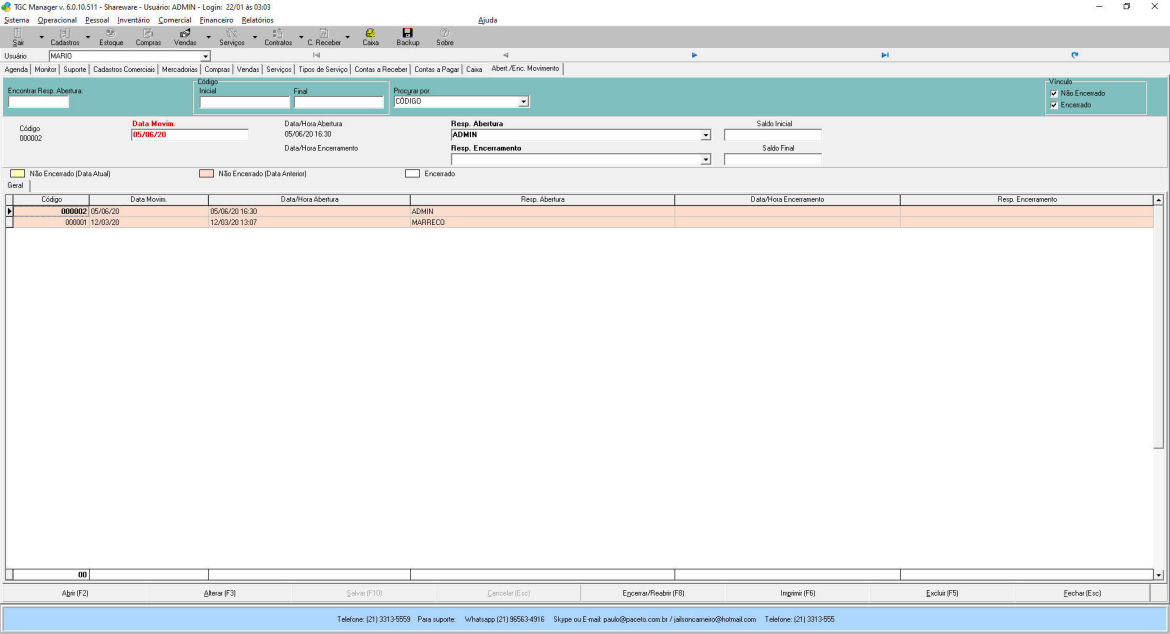 TGC Manager v. 6.0.10.511 - Shareware - Usuário: ADMIN - Login: 22/01 às 03:03
Sistema Operacional Pessoal Inventário Comercial Financeiro Relatórios Ajuda
Sair Cadastros Estoque Compras Vendas Serviços Contratos C. Receber Caixa Backup Sobre
Usuário MARIO
Agenda Monitor Suporte Cadastros Comerciais Mercadorias Compras Vendas Serviços Tipos de Serviço Contas a Receber Contas a Pagar Caixa Abert./Enc. Movimento
Encontrar Resp. Abertura: Código Inicial Final Procurar por: Vínculo
CÓDIGO Não Encerrado
Encerrado
Código Data Movim. Data/Hora Abertura Resp. Abertura Saldo Inicial
000002 05/06/20 05/06/20 16:30 ADMIN
Data/Hora Encerramento Resp. Encerramento Saldo Final
Não Encerrado (Data Atual) Não Encerrado (Data Anterior) Encerrado
Geral
Código Data Movim. Data/Hora Abertura Resp. Abertura Data/Hora Encerramento Resp. Encerramento
000002 05/06/20 05/06/20 16:30 ADMIN
000001 12/03/20 12/03/20 13:07 MARRECO
00
Abrir (F2) Alterar (F3) Salvar (F10) Cancelar (Esc) Encerrar/Reabrir (F8) Imprimir (F6) Excluir (F5) Fechar (Esc)
Telefone: (21) 3313-5559 Para suporte: Whatsapp (21) 96563-4916 Skype ou E-mail: paulo@paceto.com.br / jailsoncarneiro@hotmail.com Telefone: (21) 3313-555